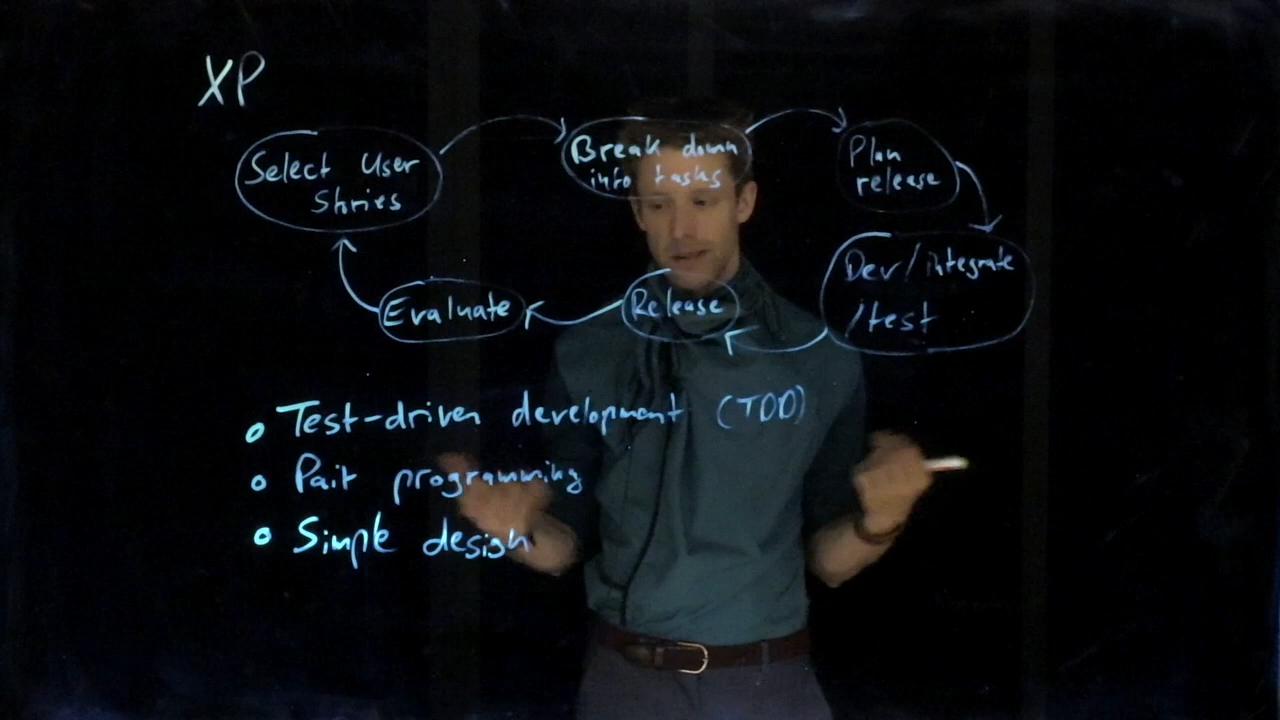 XP
Select User
Stories
Break down
into tasks
Plan
release
Dev/integrate
/test
Release
Evaluate
• Test-driven development (TDD)
• Pair programming
• Simple design